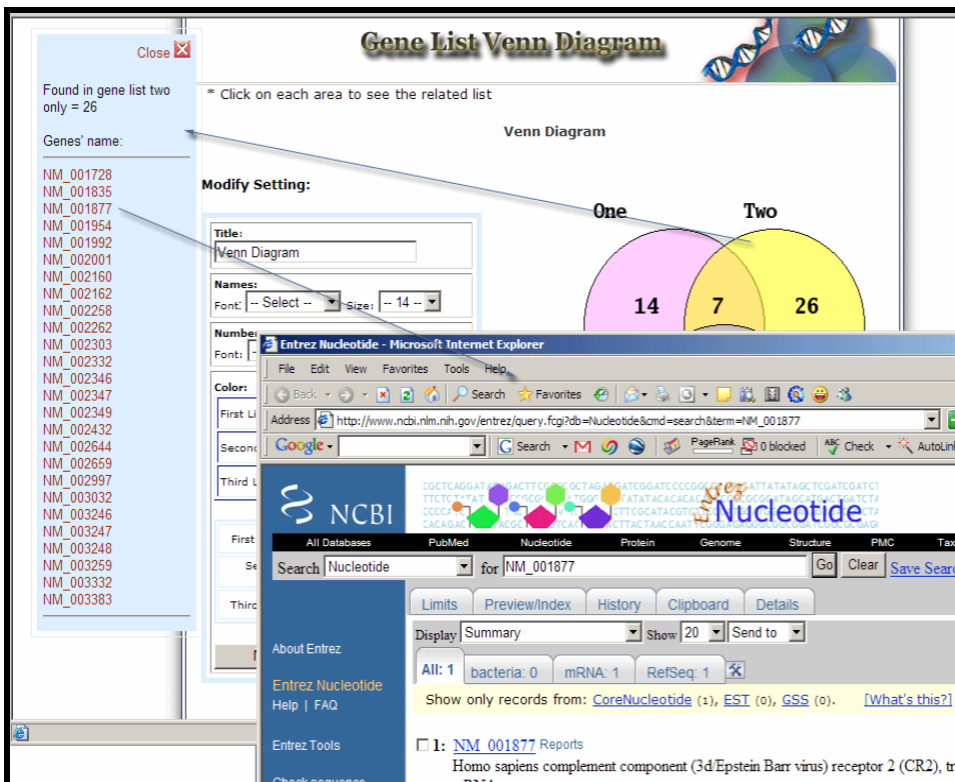 Close
Found in gene list two
only = 26
Genes' name:
NM_001728
NM_001835
NM_001877
NM_001954
NM_001992
NM_002001
NM_002160
NM_002162
NM_002258
NM_002262
NM_002303
NM_002332
NM_002346
NM_002347
NM_002349
NM_002432
NM_002644
NM_002659
NM_002997
NM_003032
NM_003246
NM_003247
NM_003248
NM_003259
NM_003332
NM_003383
Gene List Venn Diagram
* Click on each area to see the related list
Venn Diagram
Modify Setting:
Title:
Venn Diagram
Names:
Font: -- Select -- Size: -- 14 --
Font:
Color:
First
Third
First
Third
One Two
14 7 26
Entrez Nucleotide - Microsoft Internet Explorer
File Edit View Favorites Tools Help
Back Search Favorites
Address http://www.ncbi.nlm.nih.gov/entrez/query.fcgi?db=Nucleotide&cmd=search&term=NM_001877
Google Search PageRank 0 blocked Check AutoLink
NCBI
Entrez Nucleotide
All Databases PubMed Nucleotide Protein Genome Structure PMC
Search Nucleotide for NM_001877 Go Clear Save
Limits Preview/Index History Clipboard Details
Display Summary Show 20 Send to
All: 1 bacteria: 0 mRNA: 1 RefSeq: 1
Show only records from: CoreNucleotide (1), EST (0), GSS (0). [What's this?]
About Entrez
Entrez Nucleotide
Help | FAQ
Entrez Tools
1: NM_001877 Reports
Homo sapiens complement component (3d/Epstein Barr virus) receptor 2 (CR2),